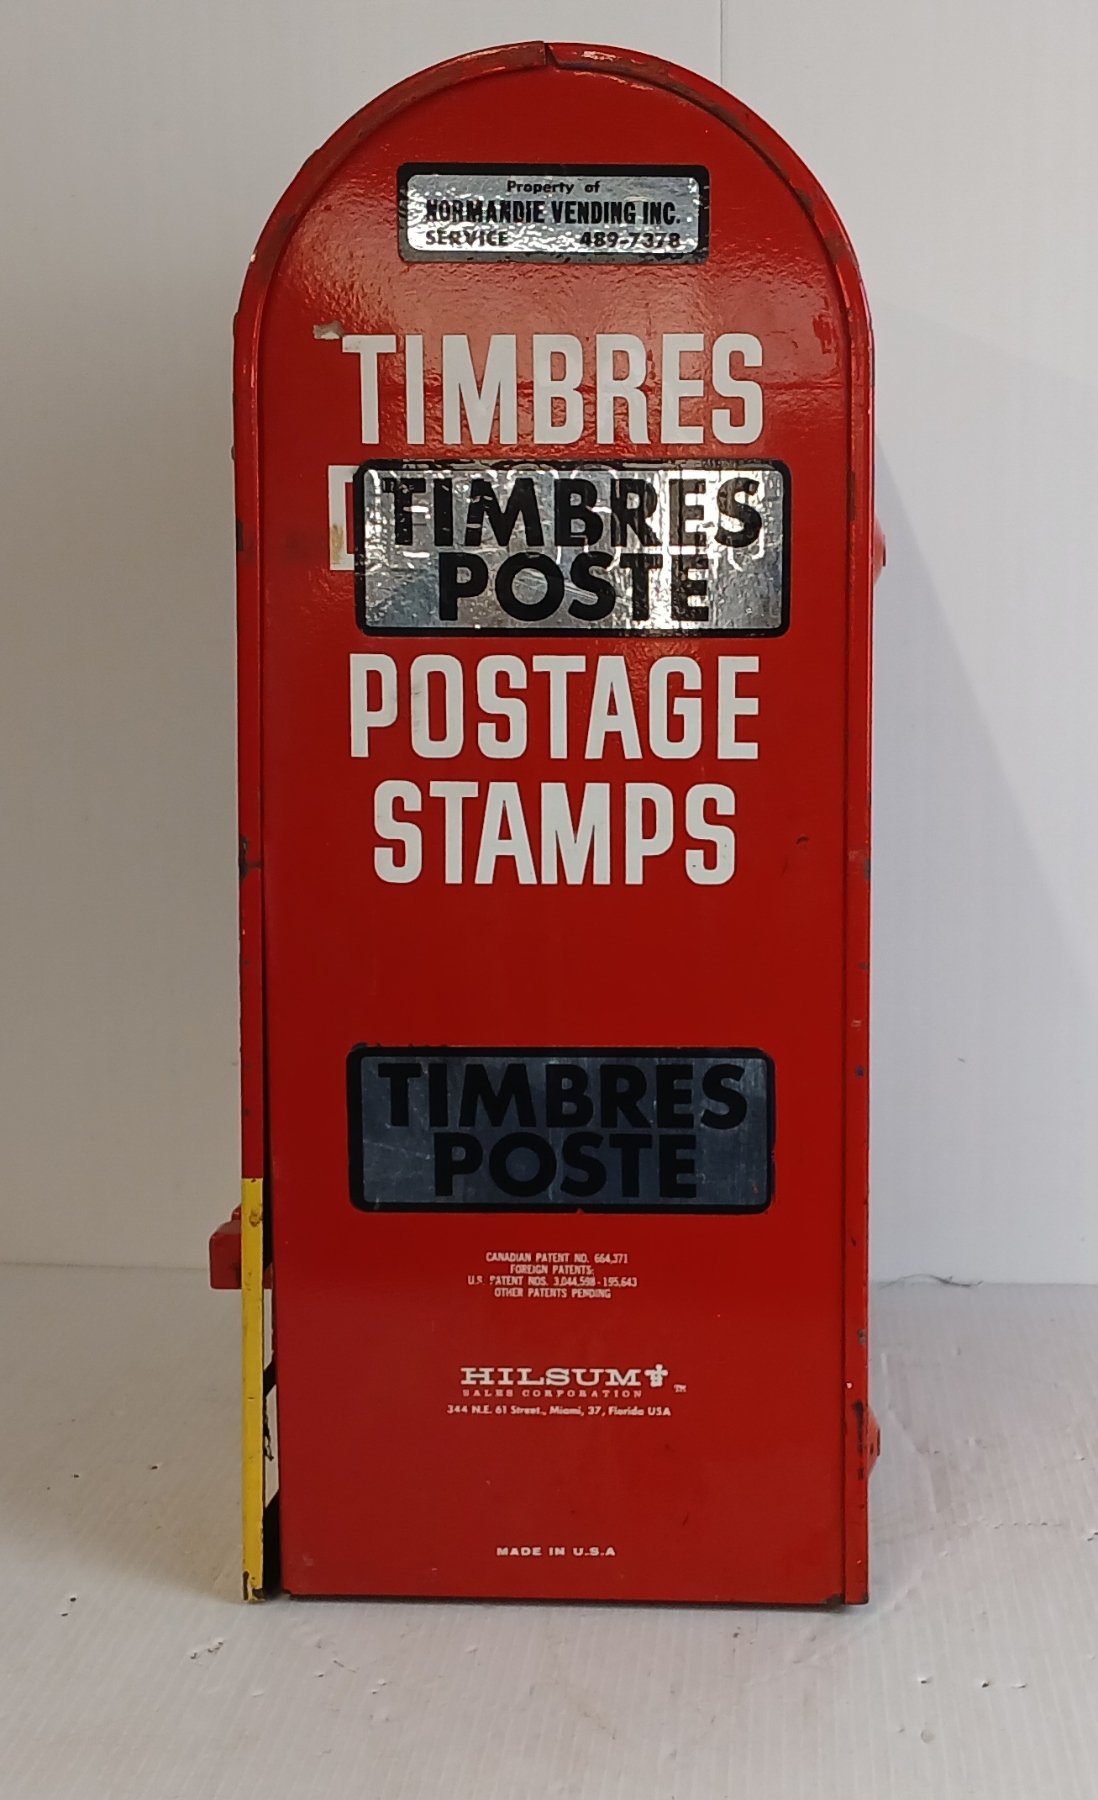 Property of
NORMANDIE VENDING INC.
SERVICE 489-7378
TIMBRES
TIMBRES
POSTE
POSTAGE
STAMPS
TIMBRES
POSTE
CANADIAN PATENT NO. 664,371
FOREIGN PATENTS:
U.S. PATENT NOS. 3,044,598-195,643
OTHER PATENTS PENDING
HILSUM TM
SALES CORPORATION
344 N.E. 61 Street., Miami, 37, Florida USA
MADE IN U.S.A